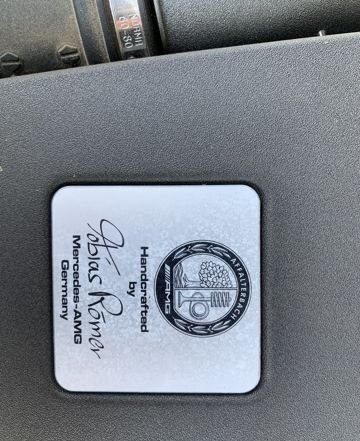 AFFALTERBACH
AMG
Handcrafted
by
Tobias Römer
Mercedes-AMG
Germany